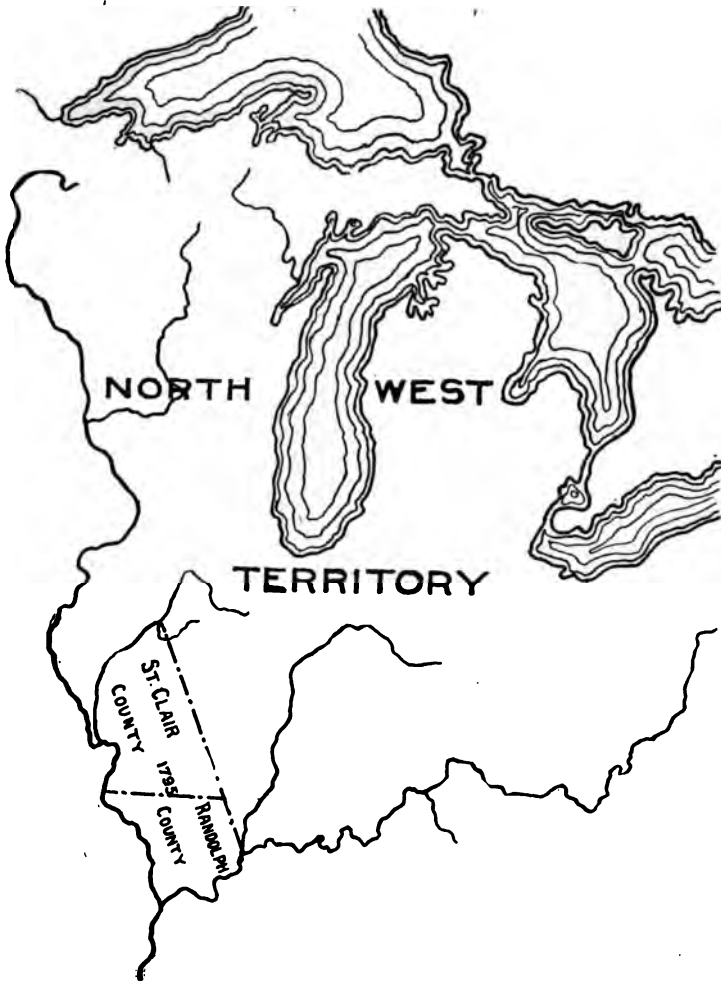 NORTH WEST
TERRITORY
ST. CLAIR
COUNTY 1795
RANDOLPH
COUNTY